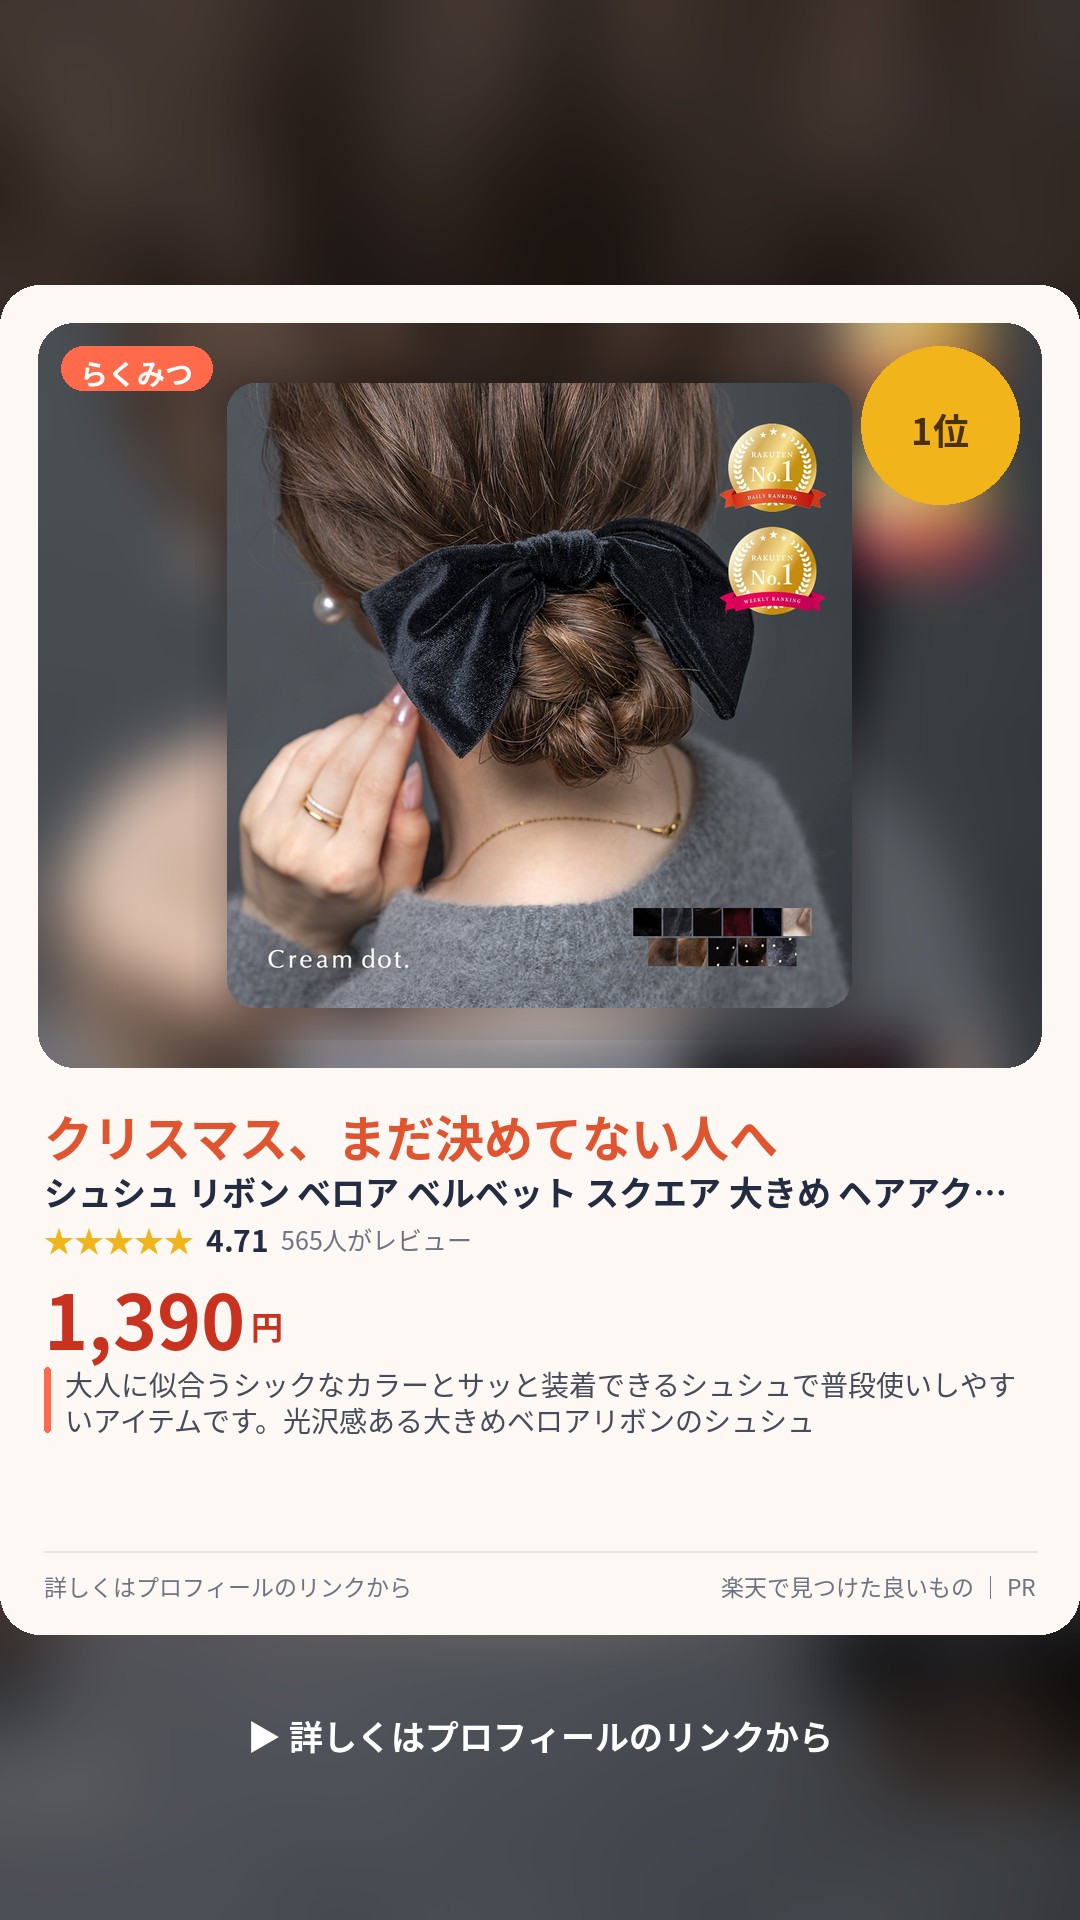 らくみつ
1位
RAKUTEN
No.1
DAILY RANKING
RAKUTEN
No.1
WEEKLY RANKING
Cream dot.
クリスマス、まだ決めてない人へ
シュシュ リボン ベロア ベルベット スクエア 大きめ ヘアアク…
★★★★★ 4.71 565人がレビュー
1,390円
大人に似合うシックなカラーとサッと装着できるシュシュで普段使いしやす
いアイテムです。光沢感ある大きめベロアリボンのシュシュ
詳しくはプロフィールのリンクから
楽天で見つけた良いもの｜PR
▶ 詳しくはプロフィールのリンクから